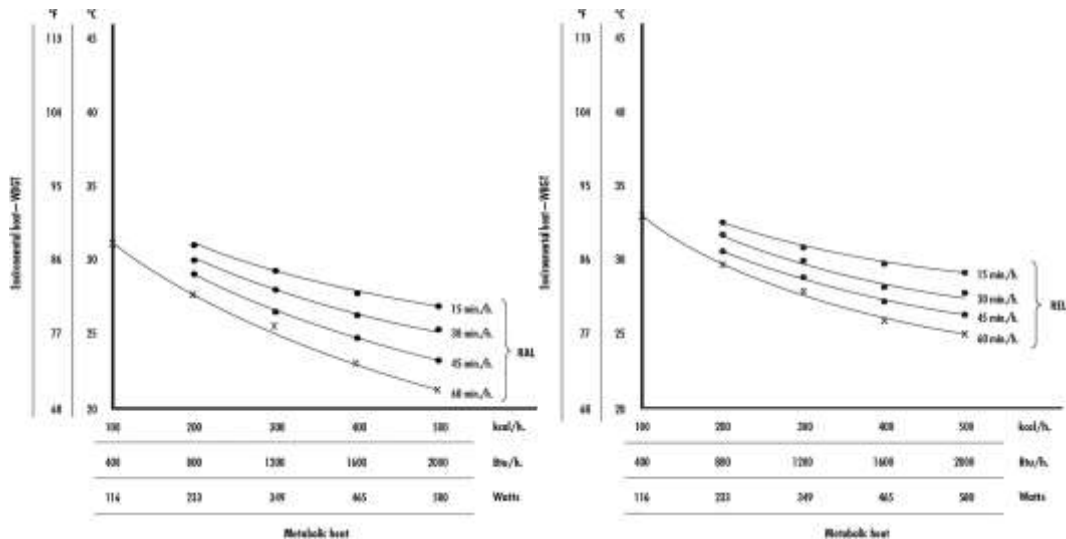 °F °C
113 45
104 40
95 35
86 30
77 25
68 20
Environmental heat—WBGT
15 min./h.
30 min./h.
45 min./h.
60 min./h.
RAL
100 200 300 400 500 kcal/h.
400 800 1200 1600 2000 Btu/h.
116 233 349 465 580 Watts
Metabolic heat
°F °C
113 45
104 40
95 35
86 30
77 25
68 20
Environmental heat—WBGT
15 min./h.
30 min./h.
45 min./h.
60 min./h.
REL
100 200 300 400 500 kcal/h.
400 800 1200 1600 2000 Btu/h.
116 233 349 465 580 Watts
Metabolic heat